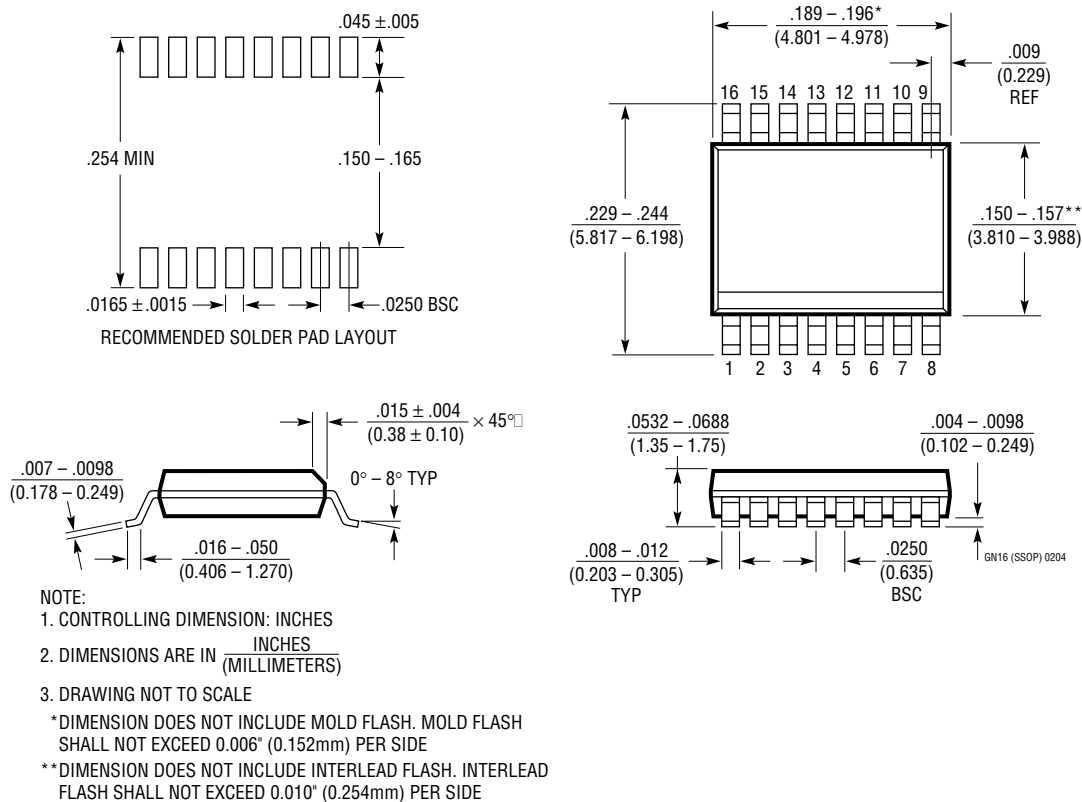 .045 ±.005
.254 MIN
.150 – .165
.0165 ±.0015
.0250 BSC
RECOMMENDED SOLDER PAD LAYOUT
.189 – .196*
(4.801 – 4.978)
.009
(0.229)
REF
16 15 14 13 12 11 10 9
.229 – .244
(5.817 – 6.198)
.150 – .157**
(3.810 – 3.988)
1 2 3 4 5 6 7 8
.015 ± .004
(0.38 ± 0.10)
× 45°□
.007 – .0098
(0.178 – 0.249)
0° – 8° TYP
.016 – .050
(0.406 – 1.270)
.0532 – .0688
(1.35 – 1.75)
.004 – .0098
(0.102 – 0.249)
.008 – .012
(0.203 – 0.305)
TYP
.0250
(0.635)
BSC
GN16 (SSOP) 0204
NOTE:
1. CONTROLLING DIMENSION: INCHES
2. DIMENSIONS ARE IN INCHES
(MILLIMETERS)
3. DRAWING NOT TO SCALE
*DIMENSION DOES NOT INCLUDE MOLD FLASH. MOLD FLASH
SHALL NOT EXCEED 0.006" (0.152mm) PER SIDE
**DIMENSION DOES NOT INCLUDE INTERLEAD FLASH. INTERLEAD
FLASH SHALL NOT EXCEED 0.010" (0.254mm) PER SIDE